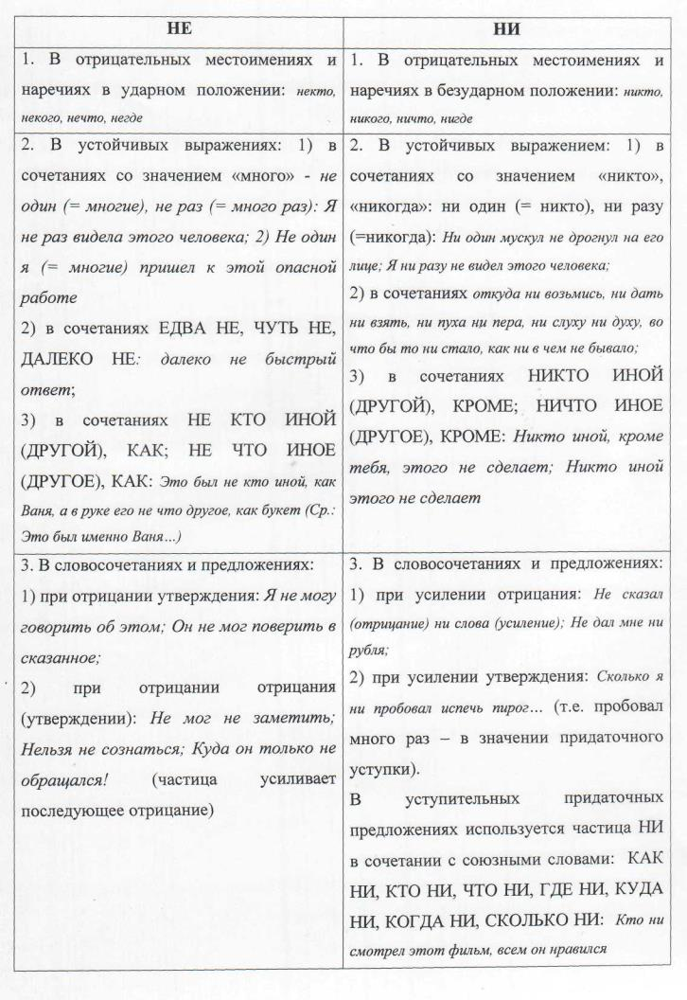 НЕ
НИ
1. В отрицательных местоимениях и
наречиях в ударном положении: некто,
некого, нечто, негде
1. В отрицательных местоимениях и
наречиях в безударном положении: никто,
никого, ничто, нигде
2. В устойчивых выражениях: 1) в
сочетаниях со значением «много» - не
один (= многие), не раз (= много раз): Я
не раз видела этого человека; 2) Не один
я (= многие) пришел к этой опасной
работе
2) в сочетаниях ЕДВА НЕ, ЧУТЬ НЕ,
ДАЛЕКО НЕ: далеко не быстрый
ответ;
3) в сочетаниях НЕ КТО ИНОЙ
(ДРУГОЙ), КАК; НЕ ЧТО ИНОЕ
(ДРУГОЕ), КАК: Это был не кто иной, как
Ваня, а в руке его не что другое, как букет (Ср.:
Это был именно Ваня…)
2. В устойчивых выражением: 1) в
сочетаниях со значением «никто»,
«никогда»: ни один (= никто), ни разу
(=никогда): Ни один мускул не дрогнул на его
лице; Я ни разу не видел этого человека;
2) в сочетаниях откуда ни возьмись, ни дать
ни взять, ни пуха ни пера, ни слуху ни духу, во
что бы то ни стало, как ни в чем не бывало;
3) в сочетаниях НИКТО ИНОЙ
(ДРУГОЙ), КРОМЕ; НИЧТО ИНОЕ
(ДРУГОЕ), КРОМЕ: Никто иной, кроме
тебя, этого не сделает; Никто иной
этого не сделает
3. В словосочетаниях и предложениях:
1) при отрицании утверждения: Я не могу
говорить об этом; Он не мог поверить в
сказанное;
2) при отрицании отрицания
(утверждении): Не мог не заметить;
Нельзя не сознаться; Куда он только не
обращался! (частица усиливает
последующее отрицание)
3. В словосочетаниях и предложениях:
1) при усилении отрицания: Не сказал
(отрицание) ни слова (усиление); Не дал мне ни
рубля;
2) при усилении утверждения: Сколько я
ни пробовал испечь пирог… (т.е. пробовал
много раз – в значении придаточного
уступки).
В уступительных придаточных
предложениях используется частица НИ
в сочетании с союзными словами: КАК
НИ, КТО НИ, ЧТО НИ, ГДЕ НИ, КУДА
НИ, КОГДА НИ, СКОЛЬКО НИ: Кто ни
смотрел этот фильм, всем он нравился